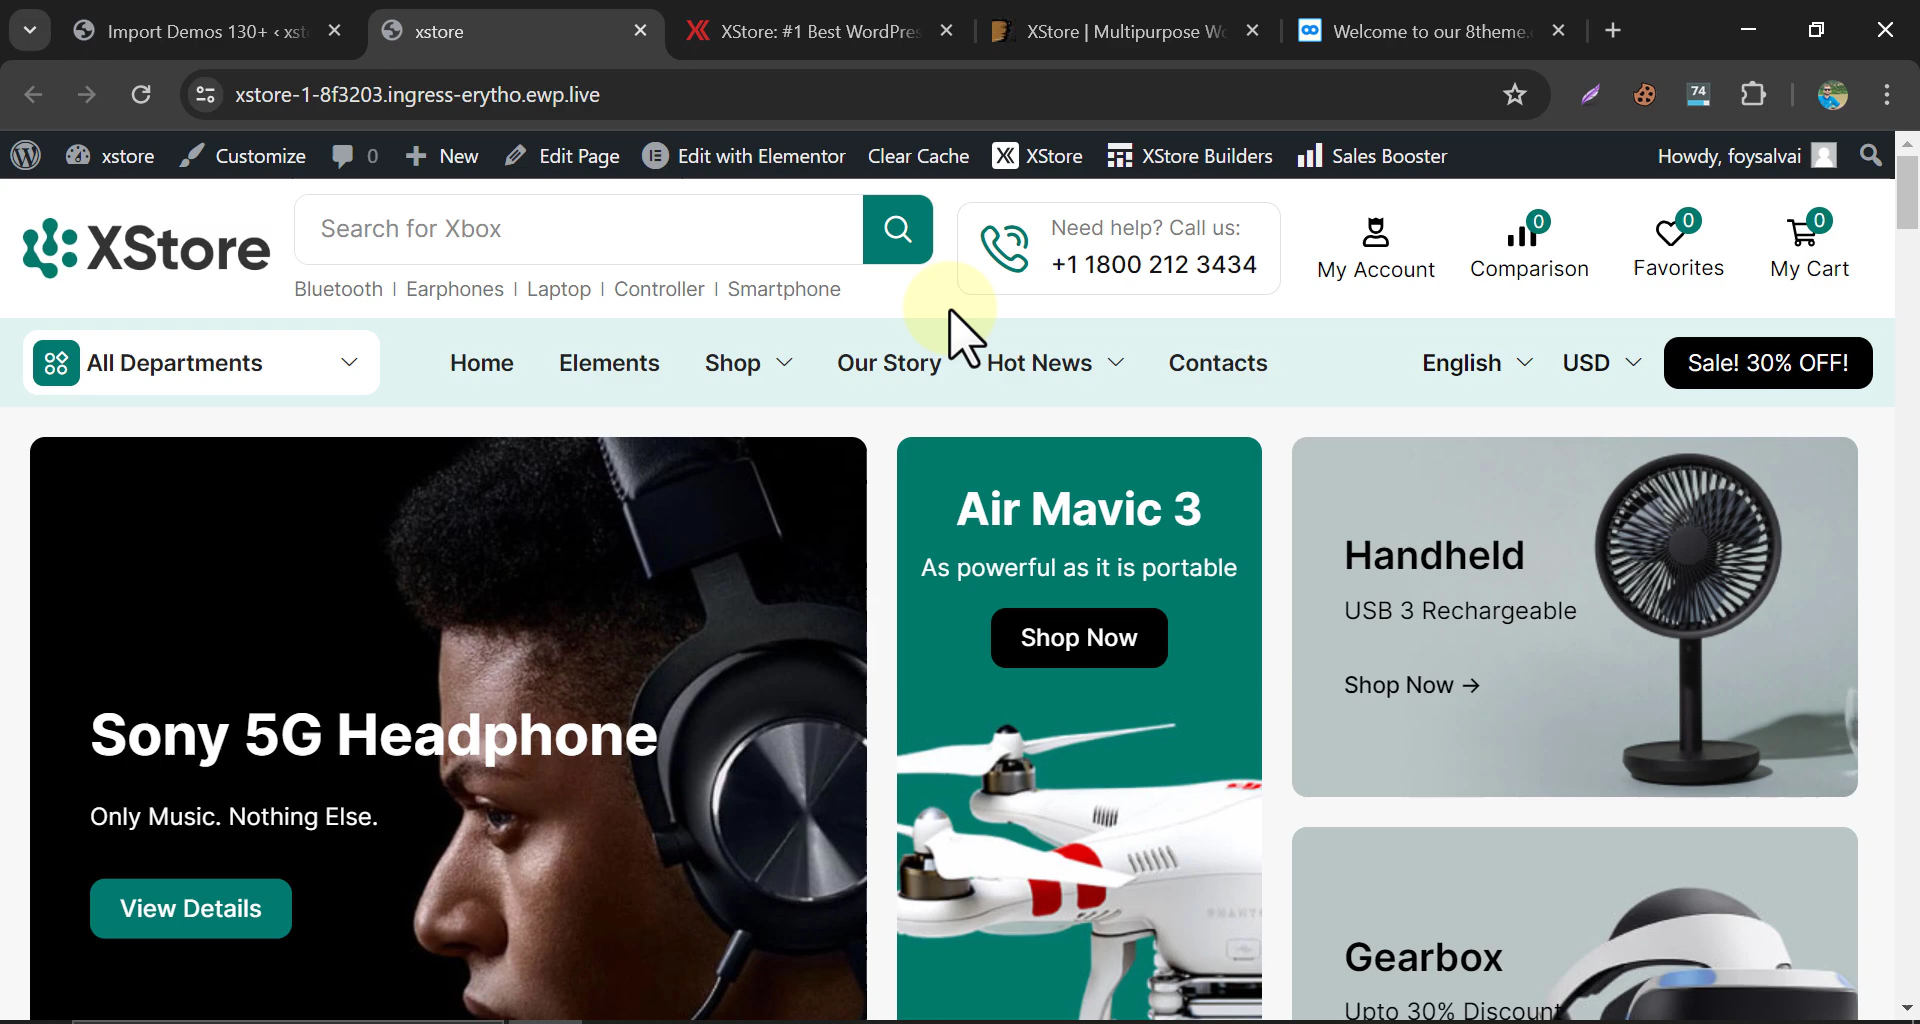 Import Demos 130+ ‹ xst
xstore
XStore: #1 Best WordPres
XStore | Multipurpose Wo
Welcome to our 8theme.
xstore-1-8f3203.ingress-erytho.ewp.live
74
xstore
Customize
0
New
Edit Page
Edit with Elementor
Clear Cache
XStore
XStore Builders
Sales Booster
Howdy, foysalvai
XStore
Search for Xbox
Bluetooth | Earphones | Laptop | Controller | Smartphone
Need help? Call us:
+1 1800 212 3434
My Account
0
Comparison
0
Favorites
0
My Cart
All Departments
Home
Elements
Shop
Our Story
Hot News
Contacts
English
USD
Sale! 30% OFF!
Sony 5G Headphone
Only Music. Nothing Else.
View Details
Air Mavic 3
As powerful as it is portable
Shop Now
Handheld
USB 3 Rechargeable
Shop Now →
Gearbox
Upto 30% Discount